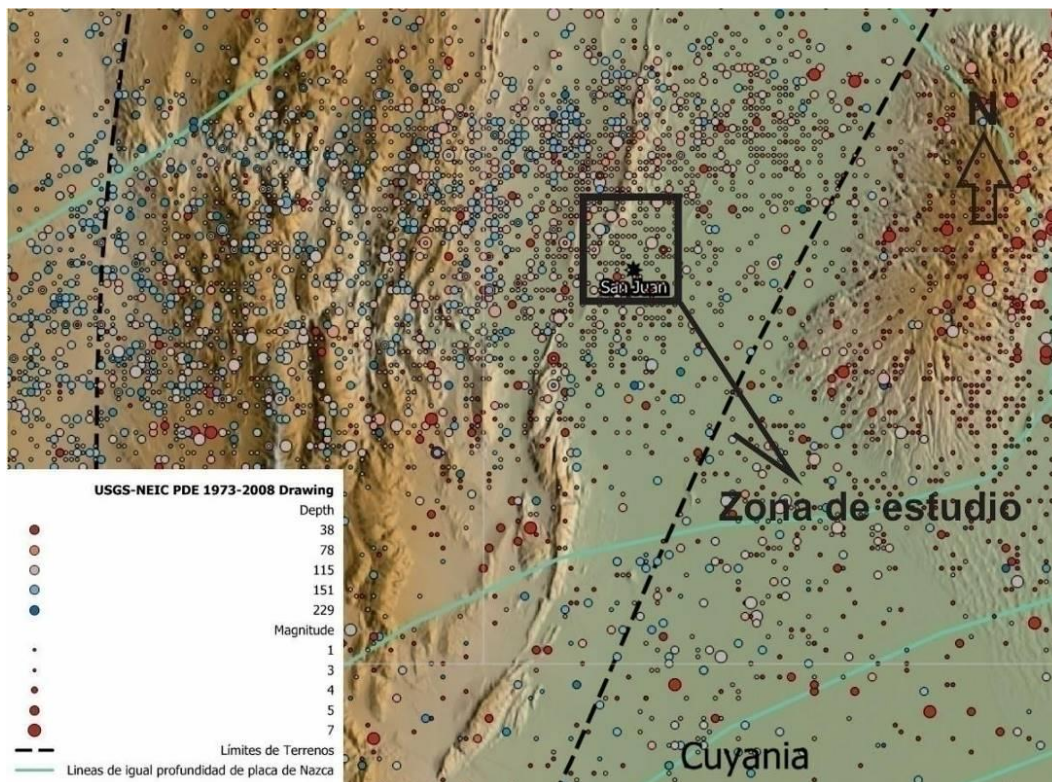 N
San Juan
Zona de estudio
Cuyania
USGS-NEIC PDE 1973-2008 Drawing
Depth
38
78
115
151
229
Magnitude
1
3
4
5
7
Límites de Terrenos
Lineas de igual profundidad de placa de Nazca